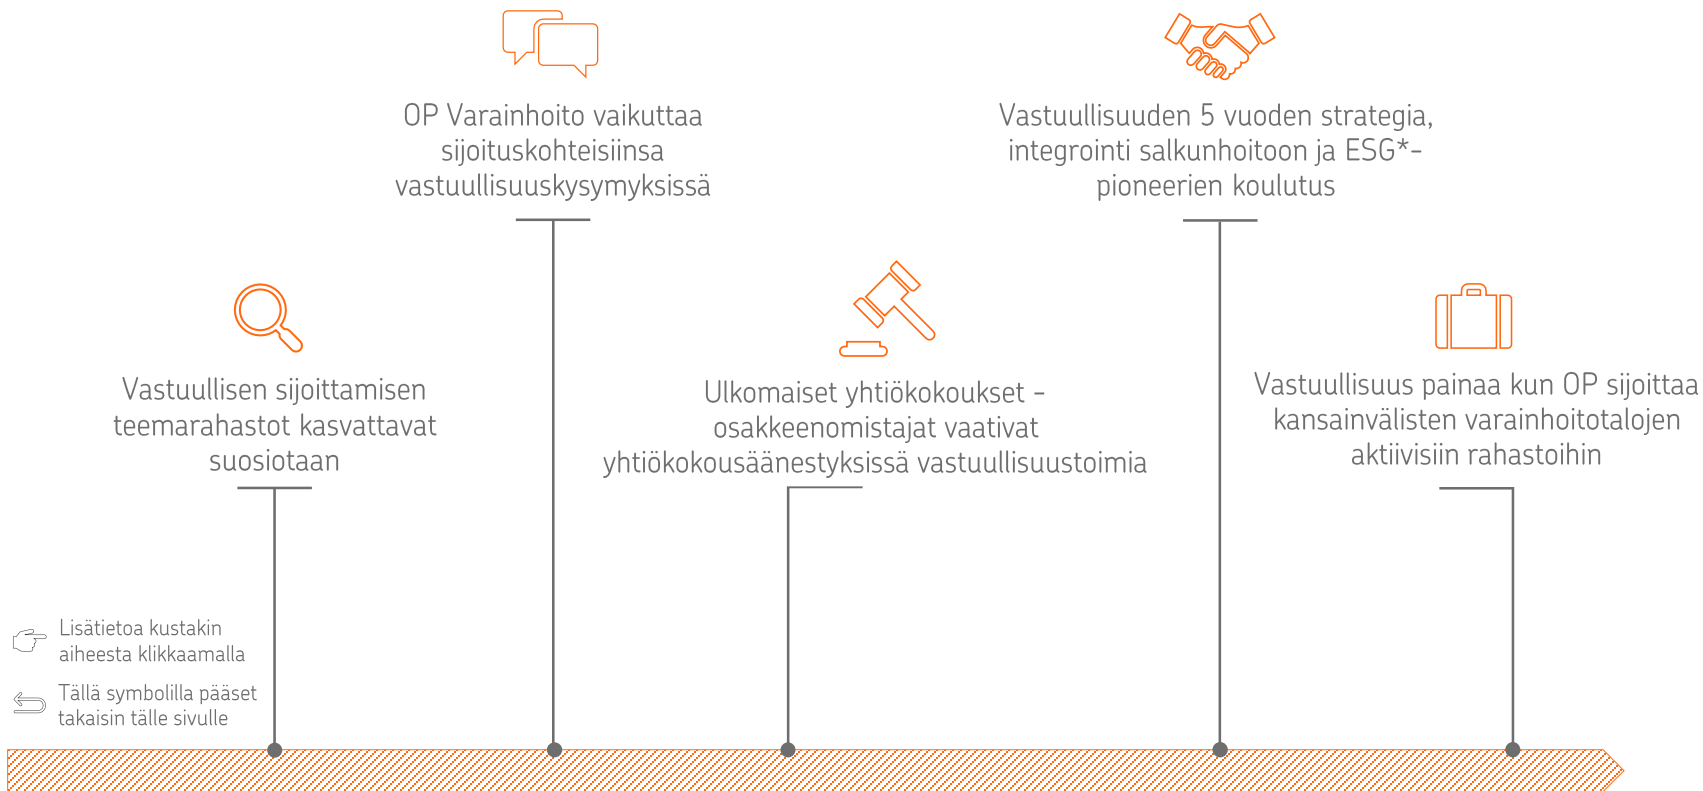 OP Varainhoito vaikuttaa
sijoituskohteisiinsa
vastuullisuuskysymyksissä
Vastuullisuuden 5 vuoden strategia,
integrointi salkunhoitoon ja ESG*-
pioneerien koulutus
Vastuullisen sijoittamisen
teemarahastot kasvattavat
suosiotaan
Ulkomaiset yhtiökokoukset -
osakkeenomistajat vaativat
yhtiökokousäänestyksissä vastuullisuustoimia
Vastuullisuus painaa kun OP sijoittaa
kansainvälisten varainhoitotalojen
aktiivisiin rahastoihin
Lisätietoa kustakin
aiheesta klikkaamalla
Tällä symbolilla pääset
takaisin tälle sivulle